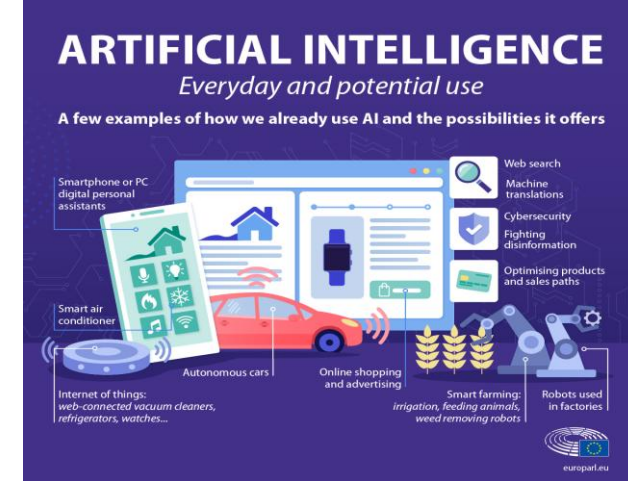 ARTIFICIAL INTELLIGENCE
Everyday and potential use
A few examples of how we already use AI and the possibilities it offers
Smartphone or PC
digital personal
assistants
Web search
Machine
translations
Cybersecurity
Fighting
disinformation
Optimising products
and sales paths
Smart air
conditioner
Autonomous cars
Online shopping
and advertising
Internet of things:
web-connected vacuum cleaners,
refrigerators, watches...
Smart farming:
irrigation, feeding animals,
weed removing robots
Robots used
in factories
europarl.eu